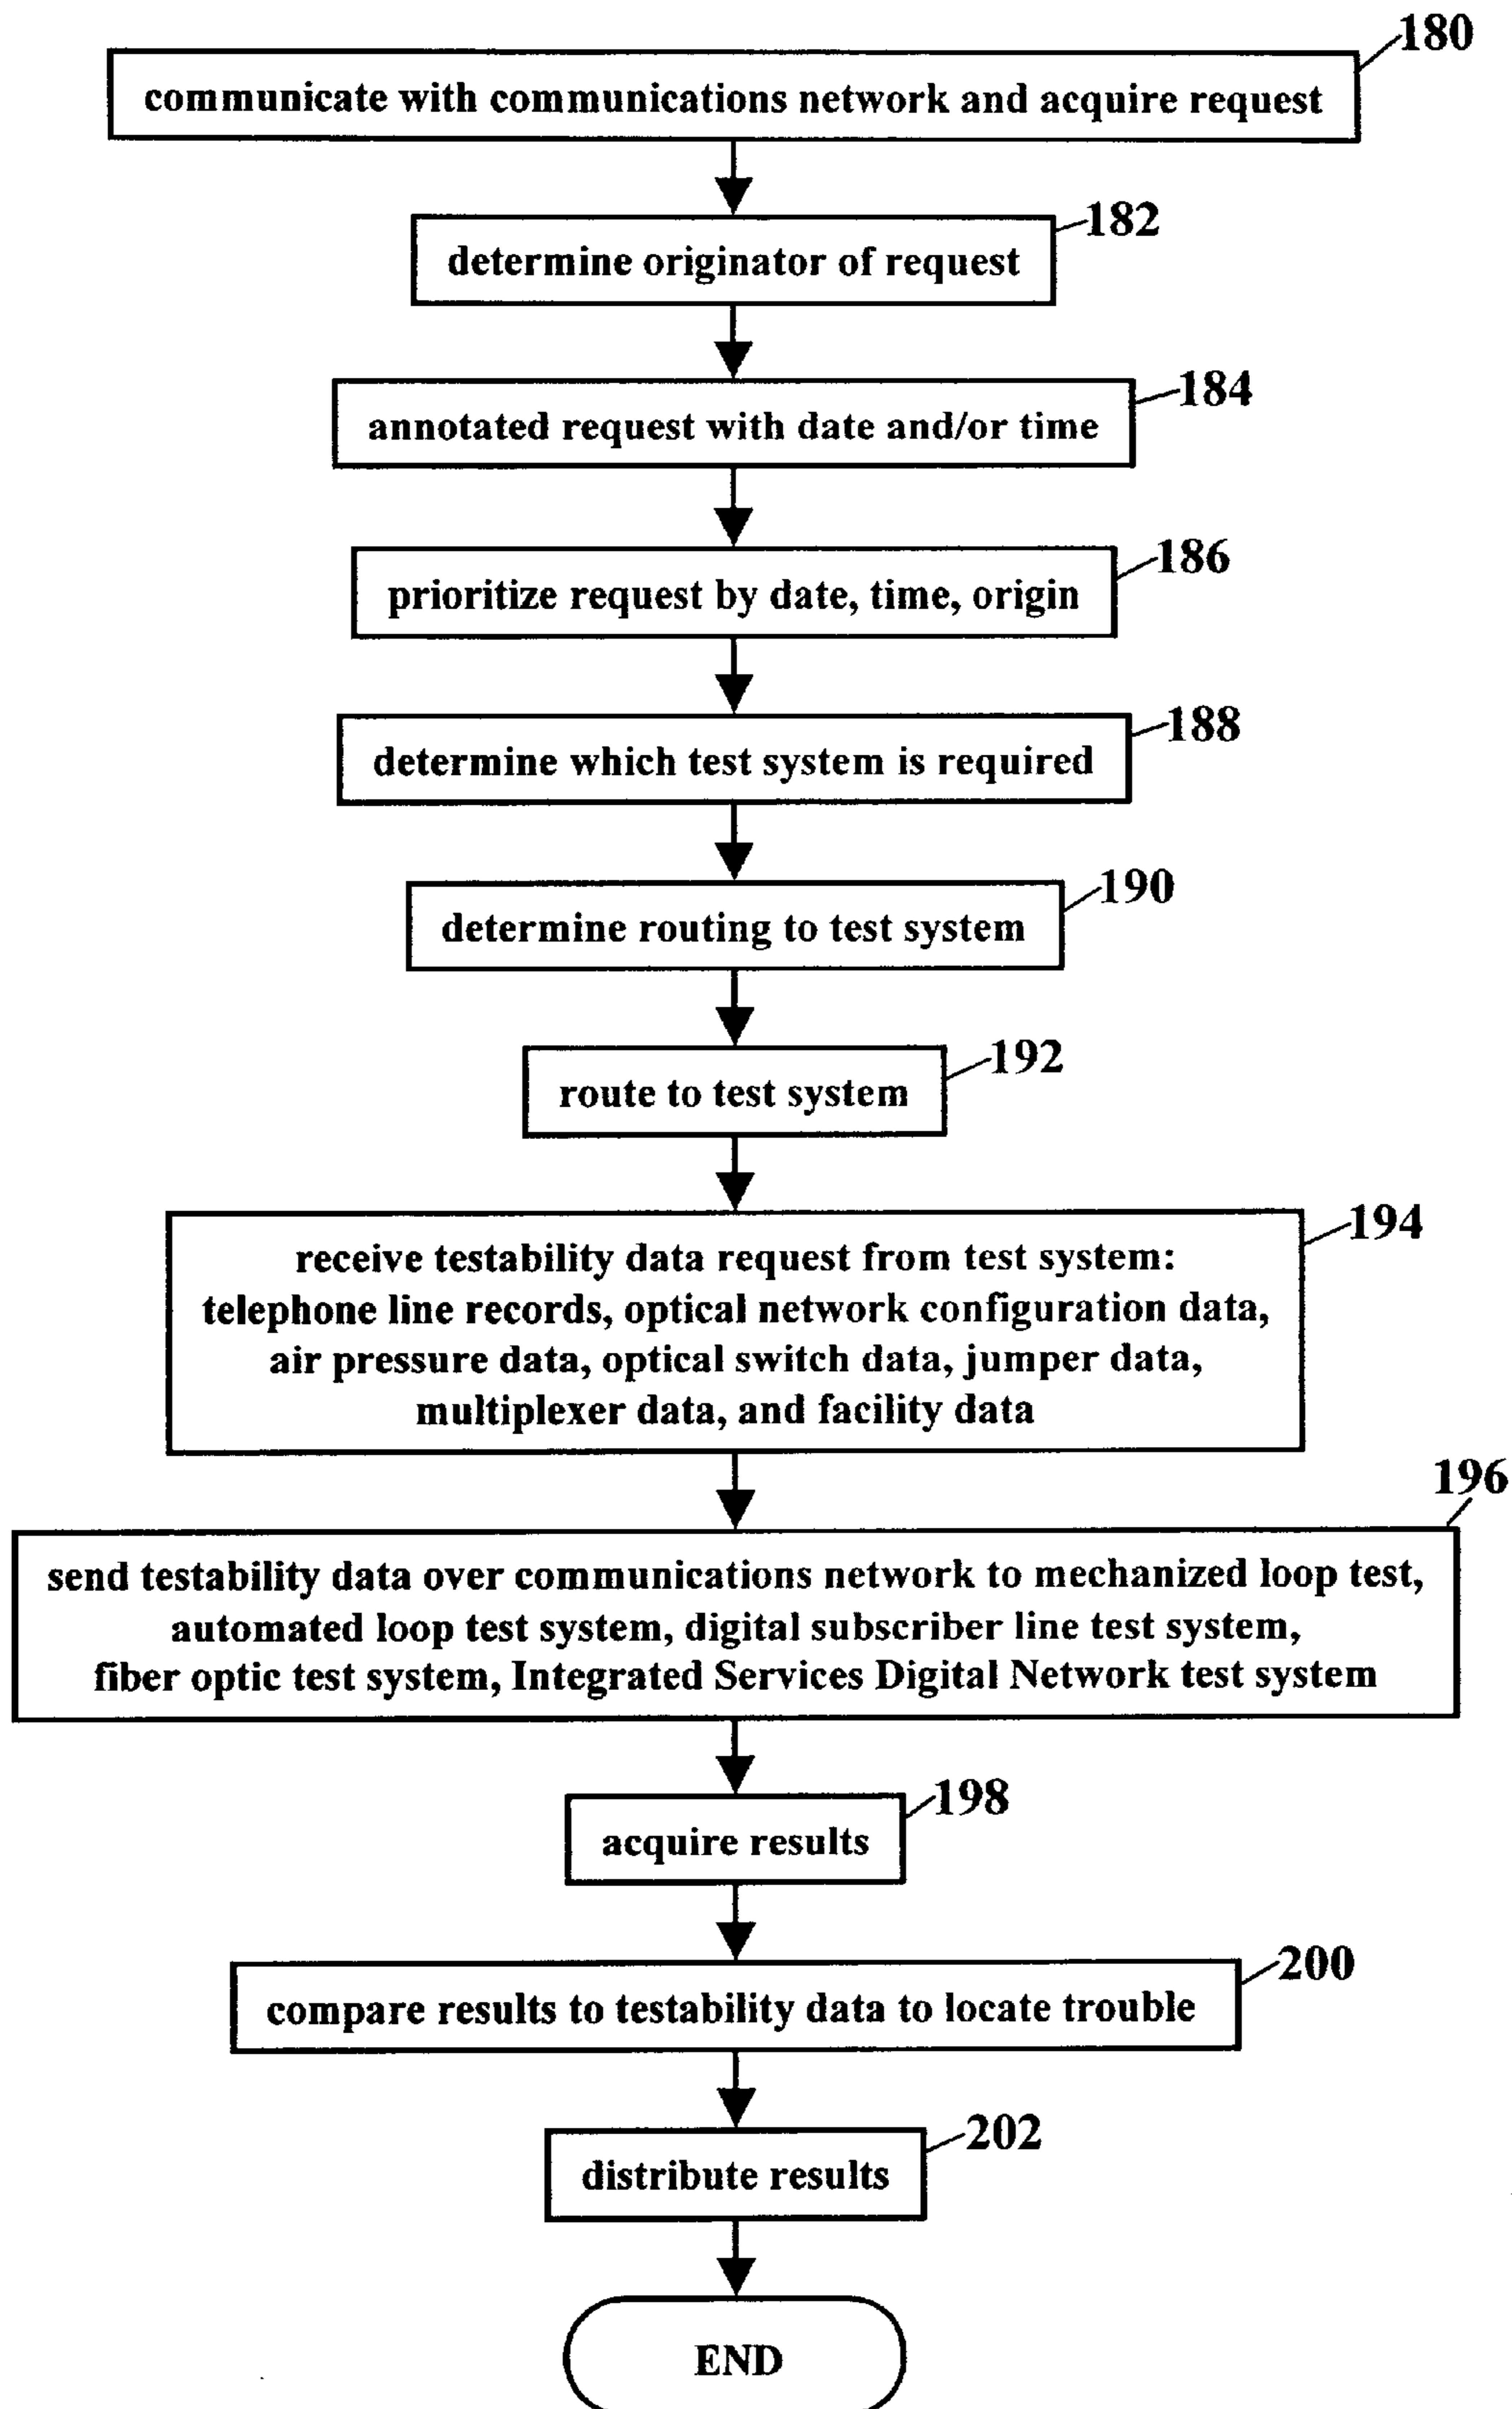 180
communicate with communications network and acquire request
182
determine originator of request
184
annotated request with date and/or time
186
prioritize request by date, time, origin
188
determine which test system is required
190
determine routing to test system
192
route to test system
194
receive testability data request from test system:
telephone line records, optical network configuration data,
air pressure data, optical switch data, jumper data,
multiplexer data, and facility data
196
send testability data over communications network to mechanized loop test,
automated loop test system, digital subscriber line test system,
fiber optic test system, Integrated Services Digital Network test system
198
acquire results
200
compare results to testability data to locate trouble
202
distribute results
END